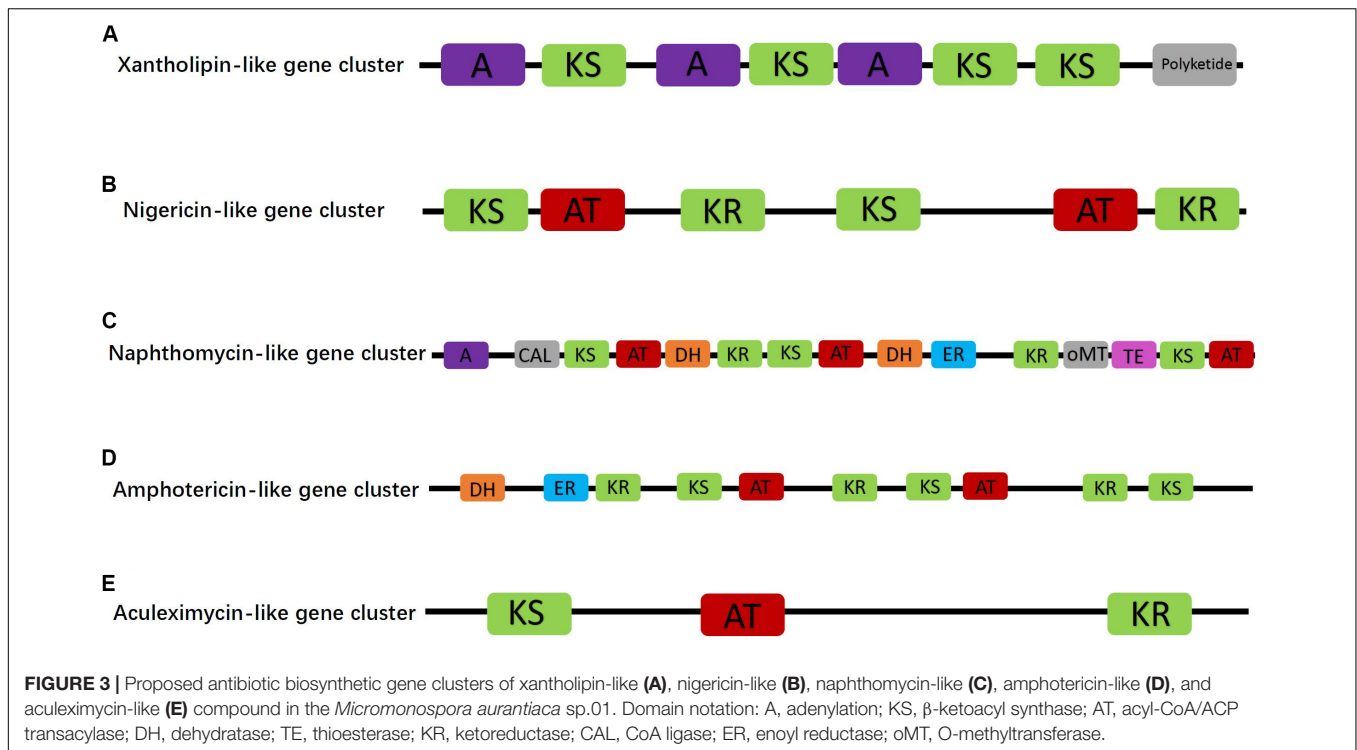 A
Xantholipin-like gene cluster A KS A KS A KS KS Polyketide
B
Nigericin-like gene cluster KS AT KR KS AT KR
C
Naphthomycin-like gene cluster A CAL KS AT DH KR KS AT DH ER KR oMT TE KS AT
D
Amphotericin-like gene cluster DH ER KR KS AT KR KS AT KR KS
E
Aculeximycin-like gene cluster KS AT KR
FIGURE 3 | Proposed antibiotic biosynthetic gene clusters of xantholipin-like (A), nigericin-like (B), naphthomycin-like (C), amphotericin-like (D), and
aculeximycin-like (E) compound in the Micromonospora aurantiaca sp.01. Domain notation: A, adenylation; KS, β-ketoacyl synthase; AT, acyl-CoA/ACP
transacylase; DH, dehydratase; TE, thioesterase; KR, ketoreductase; CAL, CoA ligase; ER, enoyl reductase; oMT, O-methyltransferase.